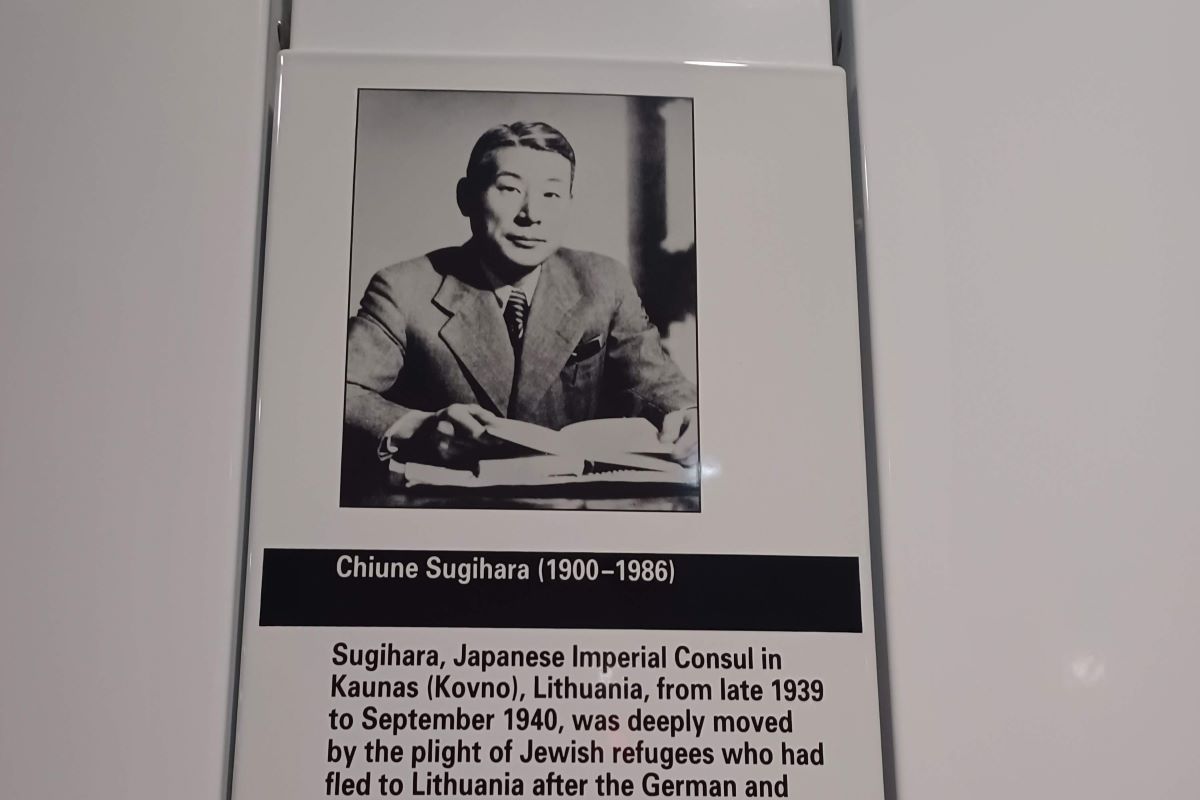 Chiune Sugihara (1900–1986)
Sugihara, Japanese Imperial Consul in
Kaunas (Kovno), Lithuania, from late 1939
to September 1940, was deeply moved
by the plight of Jewish refugees who had
fled to Lithuania after the German and